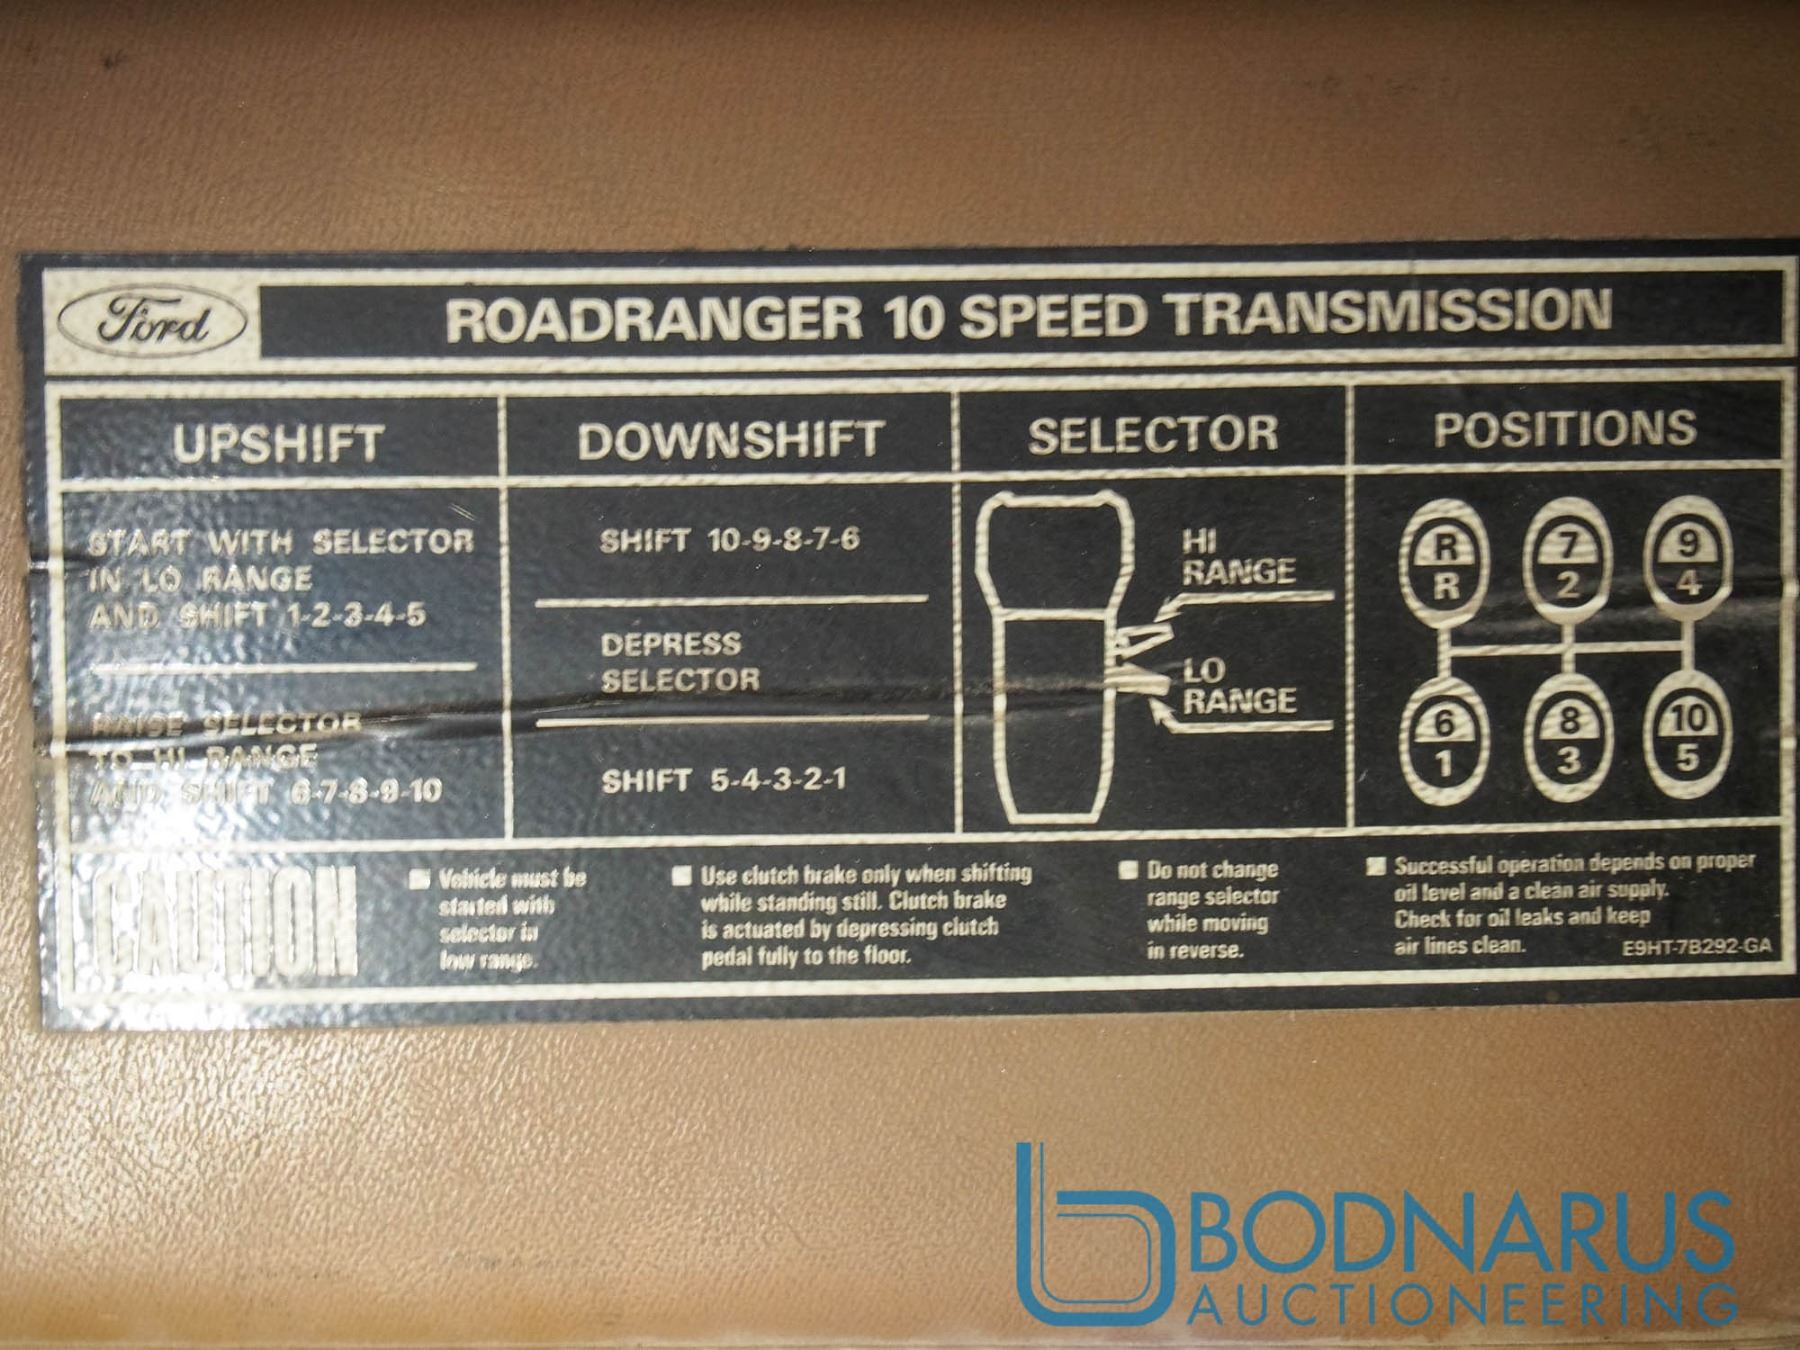 Ford
ROADRANGER 10 SPEED TRANSMISSION
UPSHIFT
START WITH SELECTOR
IN LO RANGE
AND SHIFT 1-2-3-4-5
RAISE SELECTOR
TO HI RANGE
AND SHIFT 6-7-8-9-10
DOWNSHIFT
SHIFT 10-9-8-7-6
DEPRESS
SELECTOR
SHIFT 5-4-3-2-1
SELECTOR
HI
RANGE
LO
RANGE
POSITIONS
R 7 9
R 2 4
6 8 10
1 3 5
CAUTION
Vehicle must be
started with
selector in
low range.
Use clutch brake only when shifting
while standing still. Clutch brake
is actuated by depressing clutch
pedal fully to the floor.
Do not change
range selector
while moving
in reverse.
Successful operation depends on proper
oil level and a clean air supply.
Check for oil leaks and keep
air lines clean.
E9HT-7B292-GA
BODNARUS
AUCTIONEERING